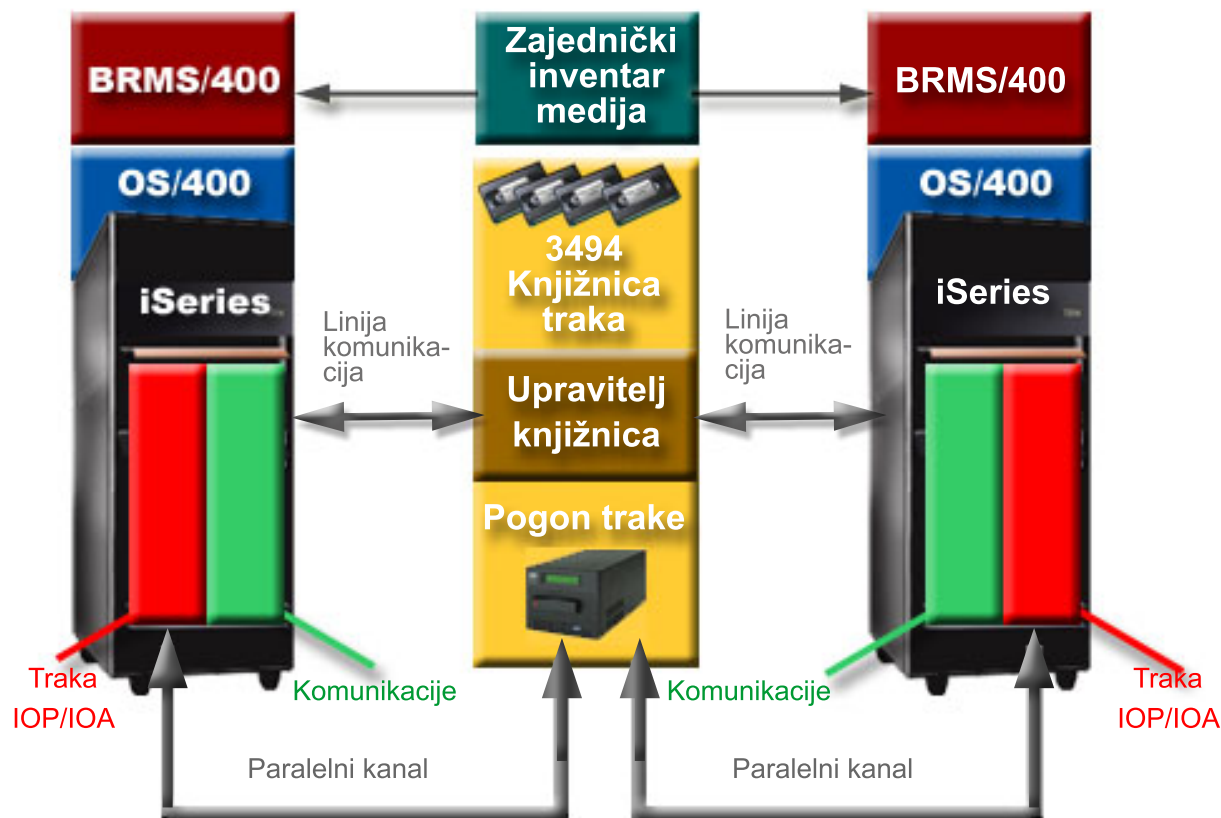 BRMS/400
Zajednički
inventar
medija
BRMS/400
OS/400
OS/400
3494
Knjižnica
traka
iSeries
iSeries
Linija
komunika-
cija
Linija
komunika-
cija
Upravitelj
knjižnica
Pogon trake
Traka
IOP/IOA
Komunikacije
Komunikacije
Traka
IOP/IOA
Paralelni kanal
Paralelni kanal